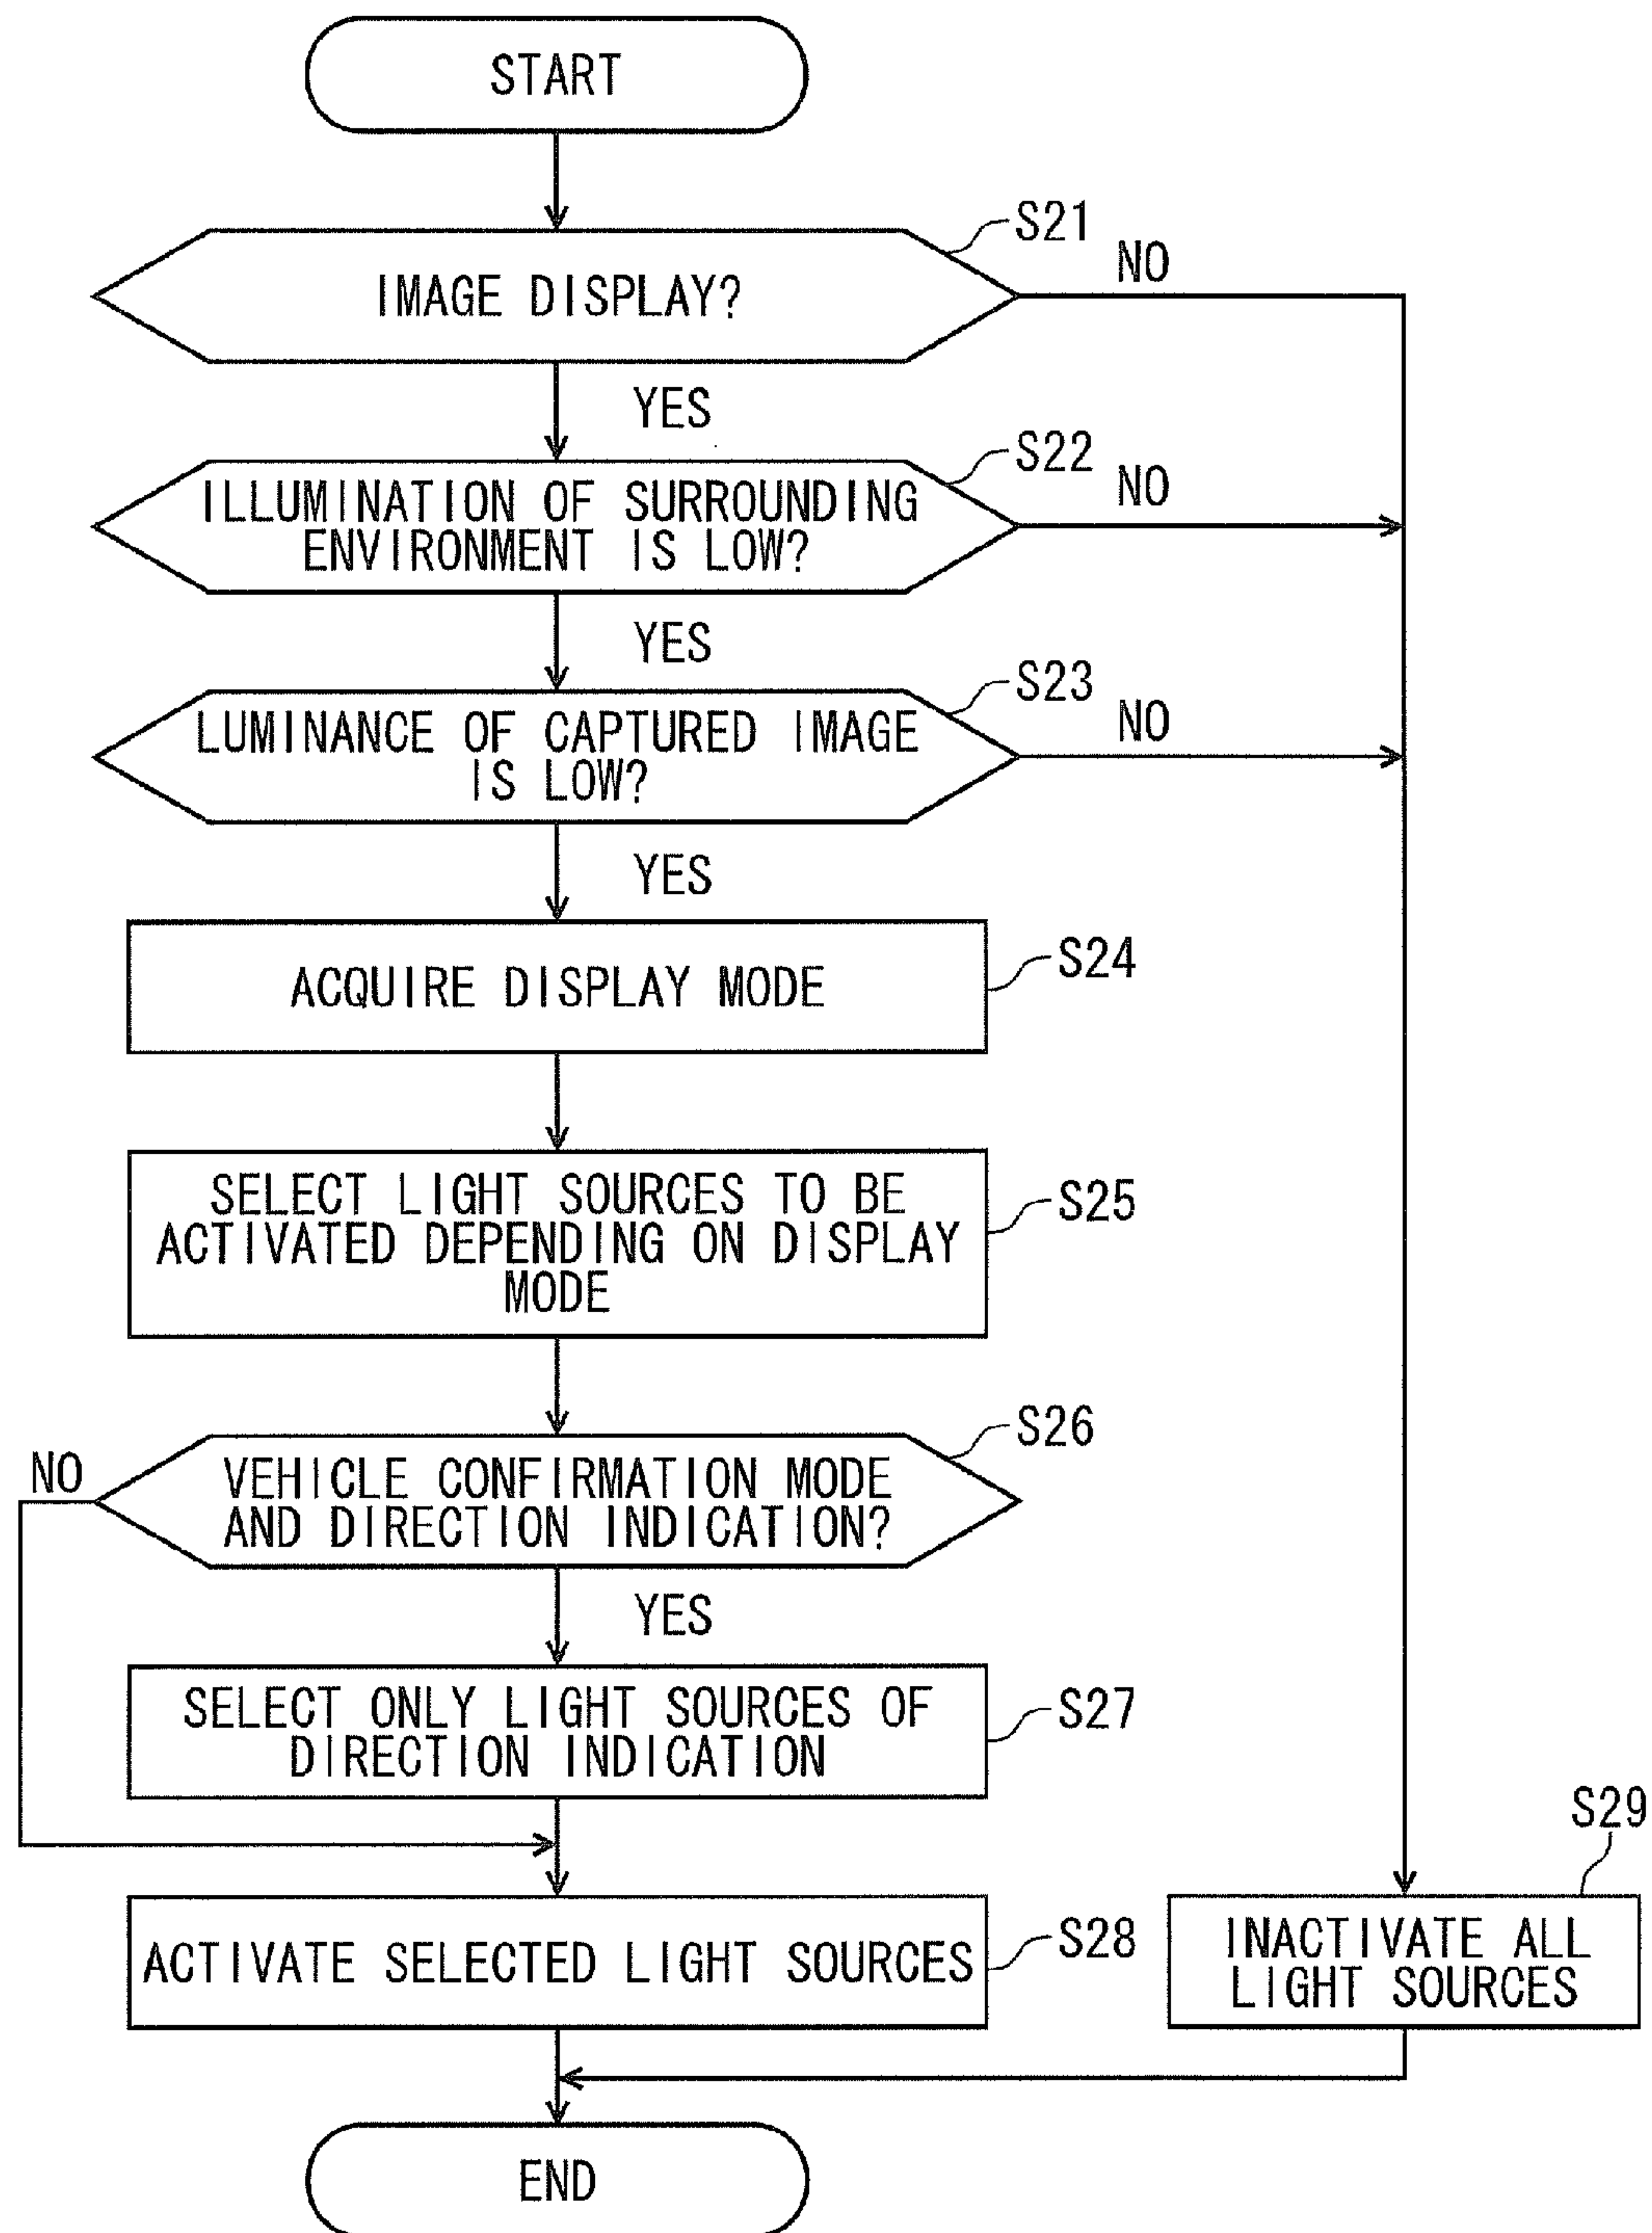 START
S21
IMAGE DISPLAY?
NO
YES
S22
ILLUMINATION OF SURROUNDING
ENVIRONMENT IS LOW?
NO
YES
S23
LUMINANCE OF CAPTURED IMAGE
IS LOW?
NO
YES
ACQUIRE DISPLAY MODE
S24
SELECT LIGHT SOURCES TO BE
ACTIVATED DEPENDING ON DISPLAY
MODE
S25
S26
NO
VEHICLE CONFIRMATION MODE
AND DIRECTION INDICATION?
YES
SELECT ONLY LIGHT SOURCES OF
DIRECTION INDICATION
S27
S29
ACTIVATE SELECTED LIGHT SOURCES
S28
INACTIVATE ALL
LIGHT SOURCES
END